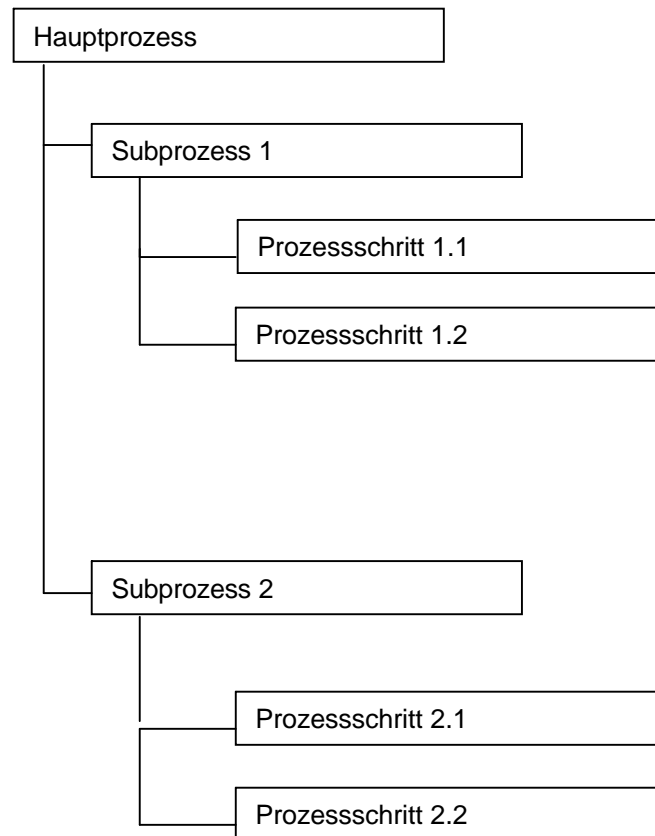 Hauptprozess
Subprozess 1
Prozessschritt 1.1
Prozessschritt 1.2
Subprozess 2
Prozessschritt 2.1
Prozessschritt 2.2